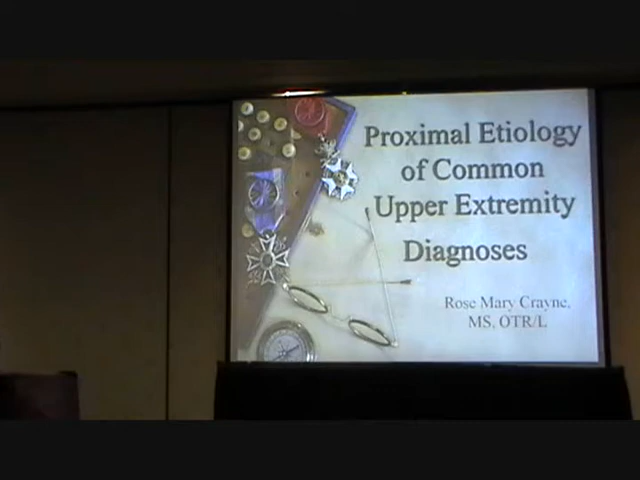 Proximal Etiology
of Common
Upper Extremity
Diagnoses
Rose Mary Crayne,
MS, OTR/L